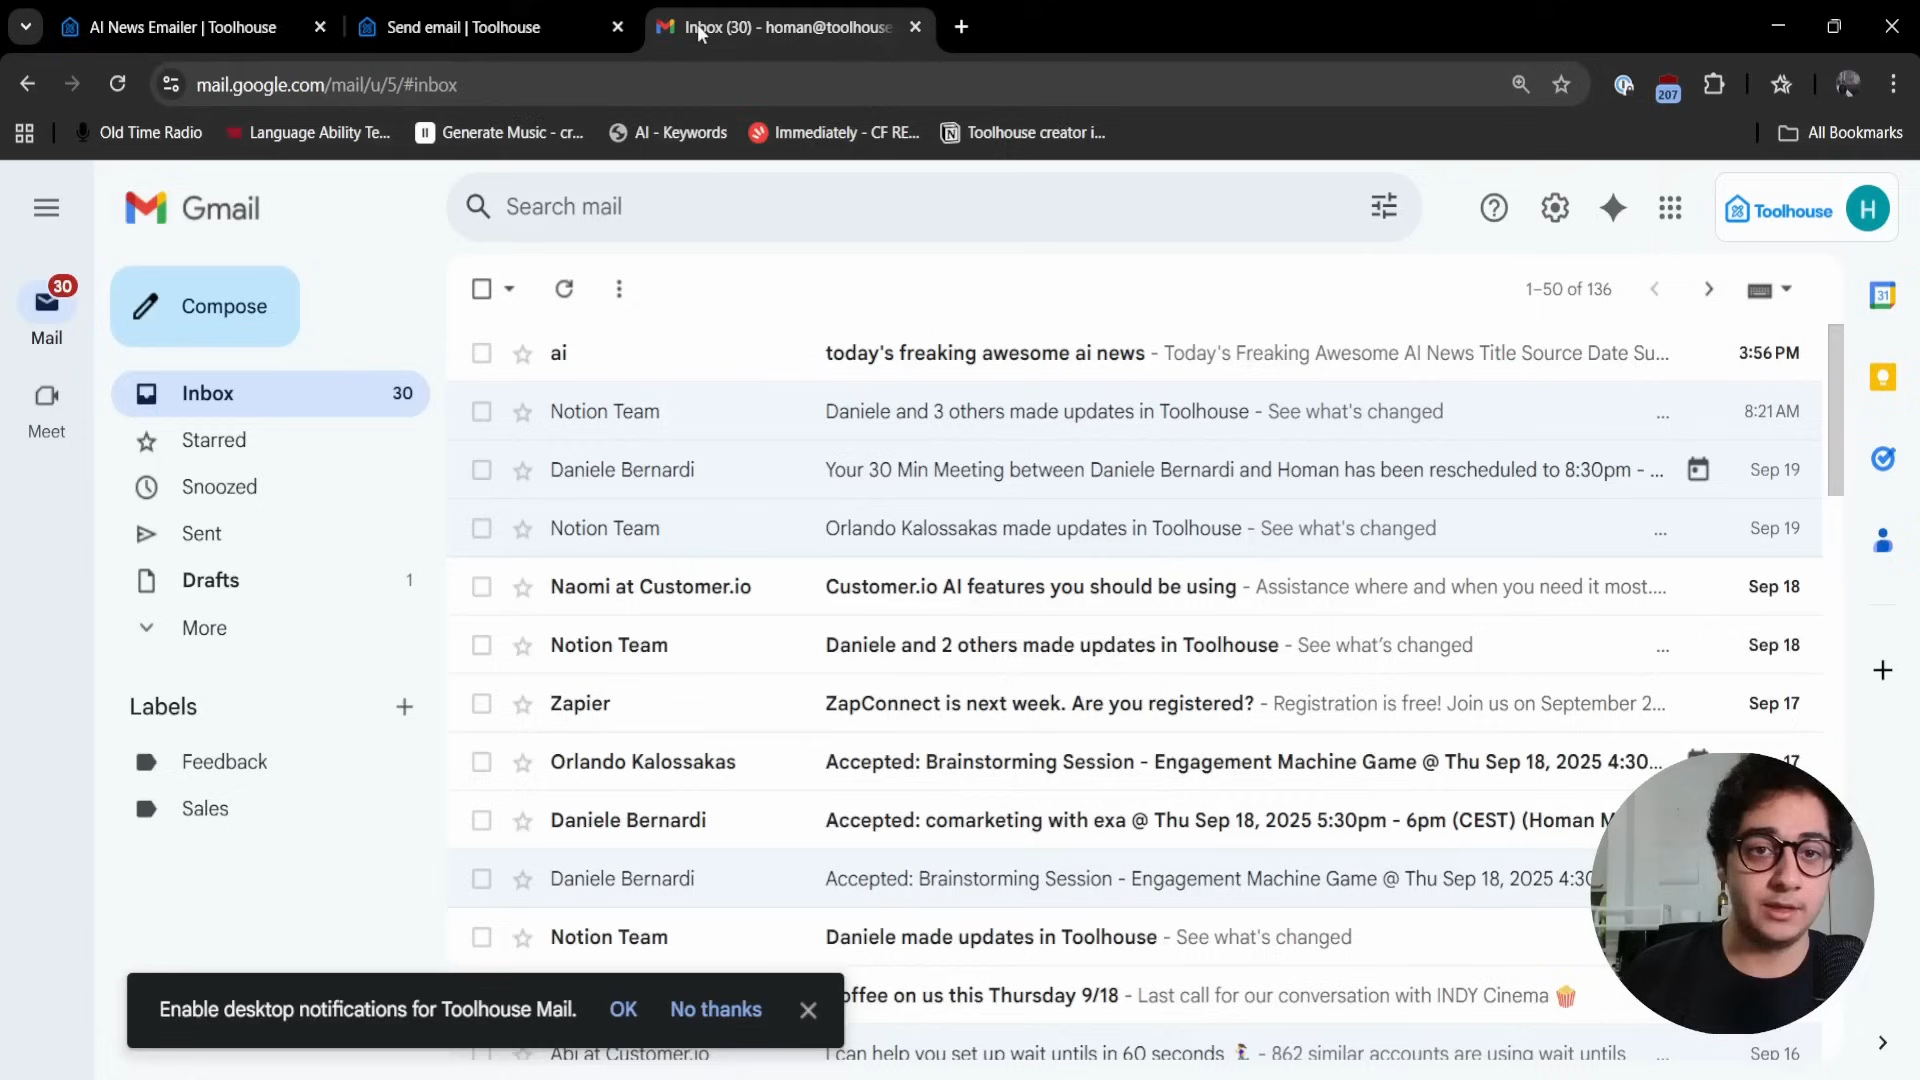 AI News Emailer | Toolhouse
Send email | Toolhouse
Inbox (30) - homan@toolhouse
mail.google.com/mail/u/5/#inbox
207
Old Time Radio
Language Ability Te...
Generate Music - cr...
AI - Keywords
Immediately - CF RE...
Toolhouse creator i...
All Bookmarks
Gmail
Search mail
Toolhouse
H
30
Mail
Meet
Compose
Inbox 30
Starred
Snoozed
Sent
Drafts 1
More
Labels
Feedback
Sales
1–50 of 136
31
ai today's freaking awesome ai news - Today's Freaking Awesome AI News Title Source Date Su... 3:56 PM
Notion Team Daniele and 3 others made updates in Toolhouse - See what's changed ... 8:21 AM
Daniele Bernardi Your 30 Min Meeting between Daniele Bernardi and Homan has been rescheduled to 8:30pm - ... Sep 19
Notion Team Orlando Kalossakas made updates in Toolhouse - See what's changed ... Sep 19
Naomi at Customer.io Customer.io AI features you should be using - Assistance where and when you need it most.... Sep 18
Notion Team Daniele and 2 others made updates in Toolhouse - See what's changed ... Sep 18
Zapier ZapConnect is next week. Are you registered? - Registration is free! Join us on September 2... Sep 17
Orlando Kalossakas Accepted: Brainstorming Session - Engagement Machine Game @ Thu Sep 18, 2025 4:30... 17
Daniele Bernardi Accepted: comarketing with exa @ Thu Sep 18, 2025 5:30pm - 6pm (CEST) (Homan M
Daniele Bernardi Accepted: Brainstorming Session - Engagement Machine Game @ Thu Sep 18, 2025 4:30
Notion Team Daniele made updates in Toolhouse - See what's changed
offee on us this Thursday 9/18 - Last call for our conversation with INDY Cinema 🍿
Abi at Customer.io I can help you set up wait untils in 60 seconds - 862 similar accounts are using wait untils ... Sep 16
Enable desktop notifications for Toolhouse Mail. OK No thanks